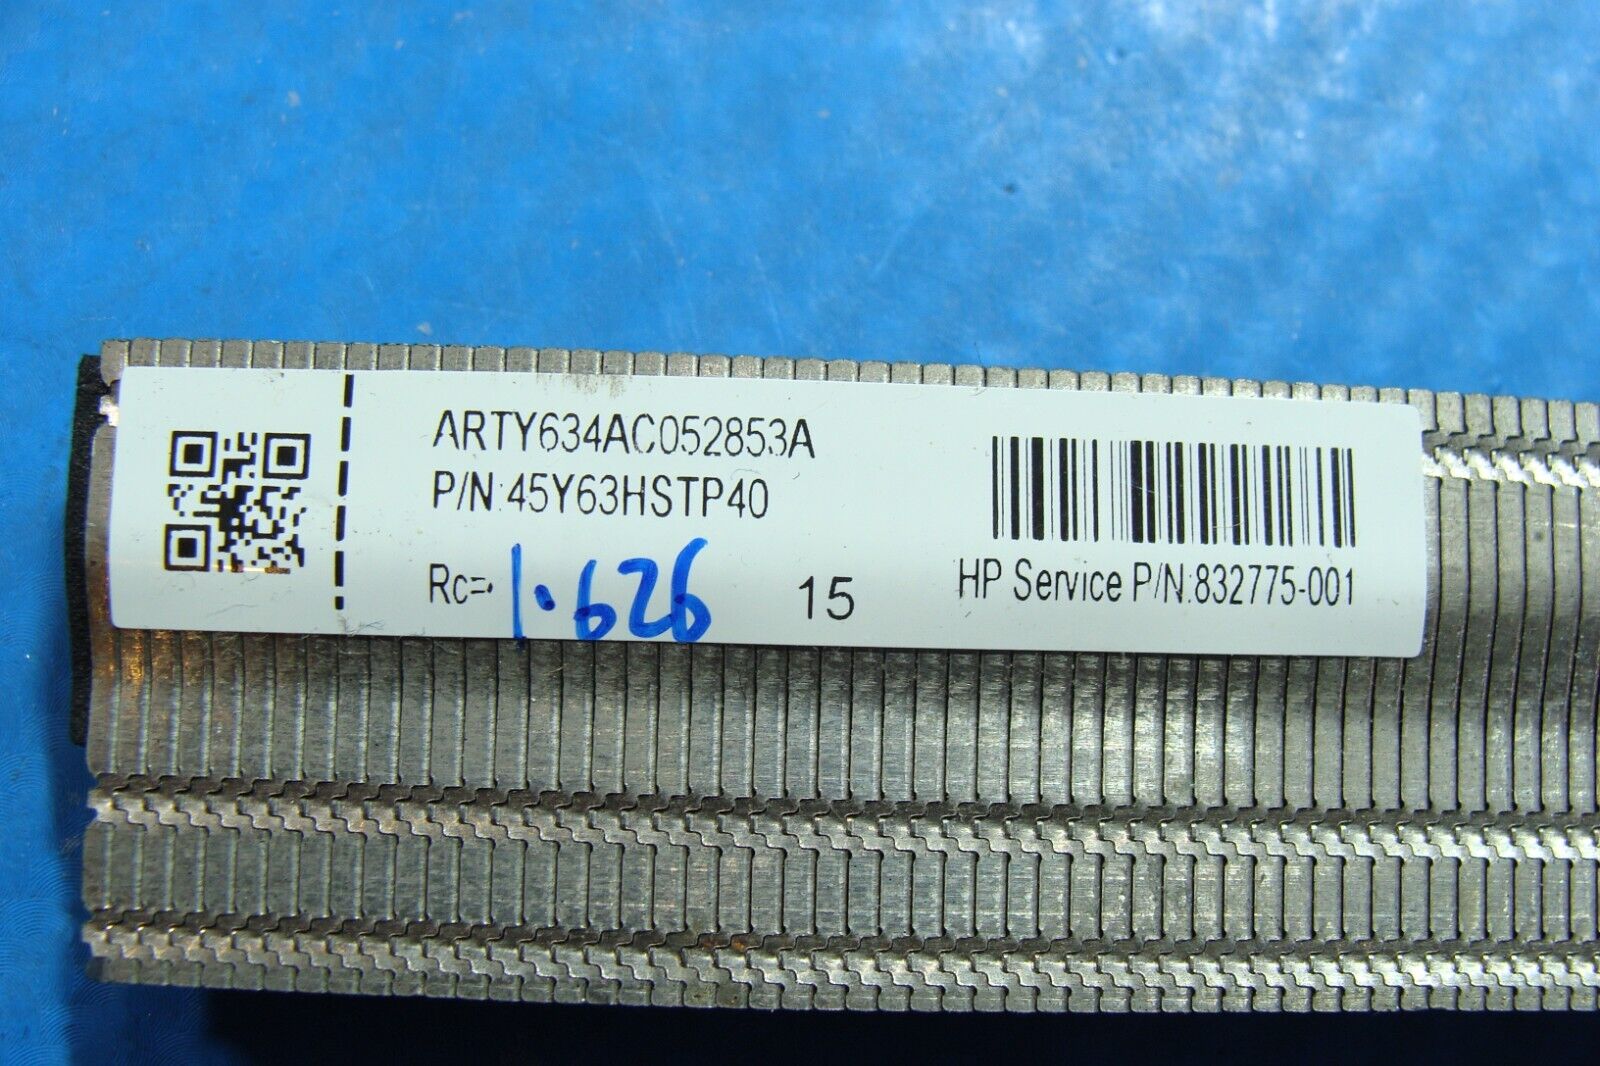 ARTY634AC052853A
P/N:45Y63HSTP40
Rc= 1.626
15
HP Service P/N:832775-001